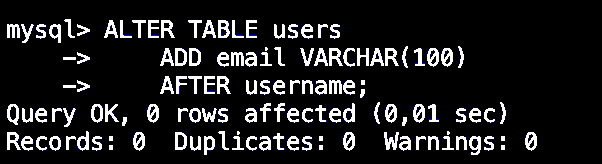 mysql> ALTER TABLE users
    ->     ADD email VARCHAR(100)
    ->     AFTER username;
Query OK, 0 rows affected (0,01 sec)
Records: 0  Duplicates: 0  Warnings: 0